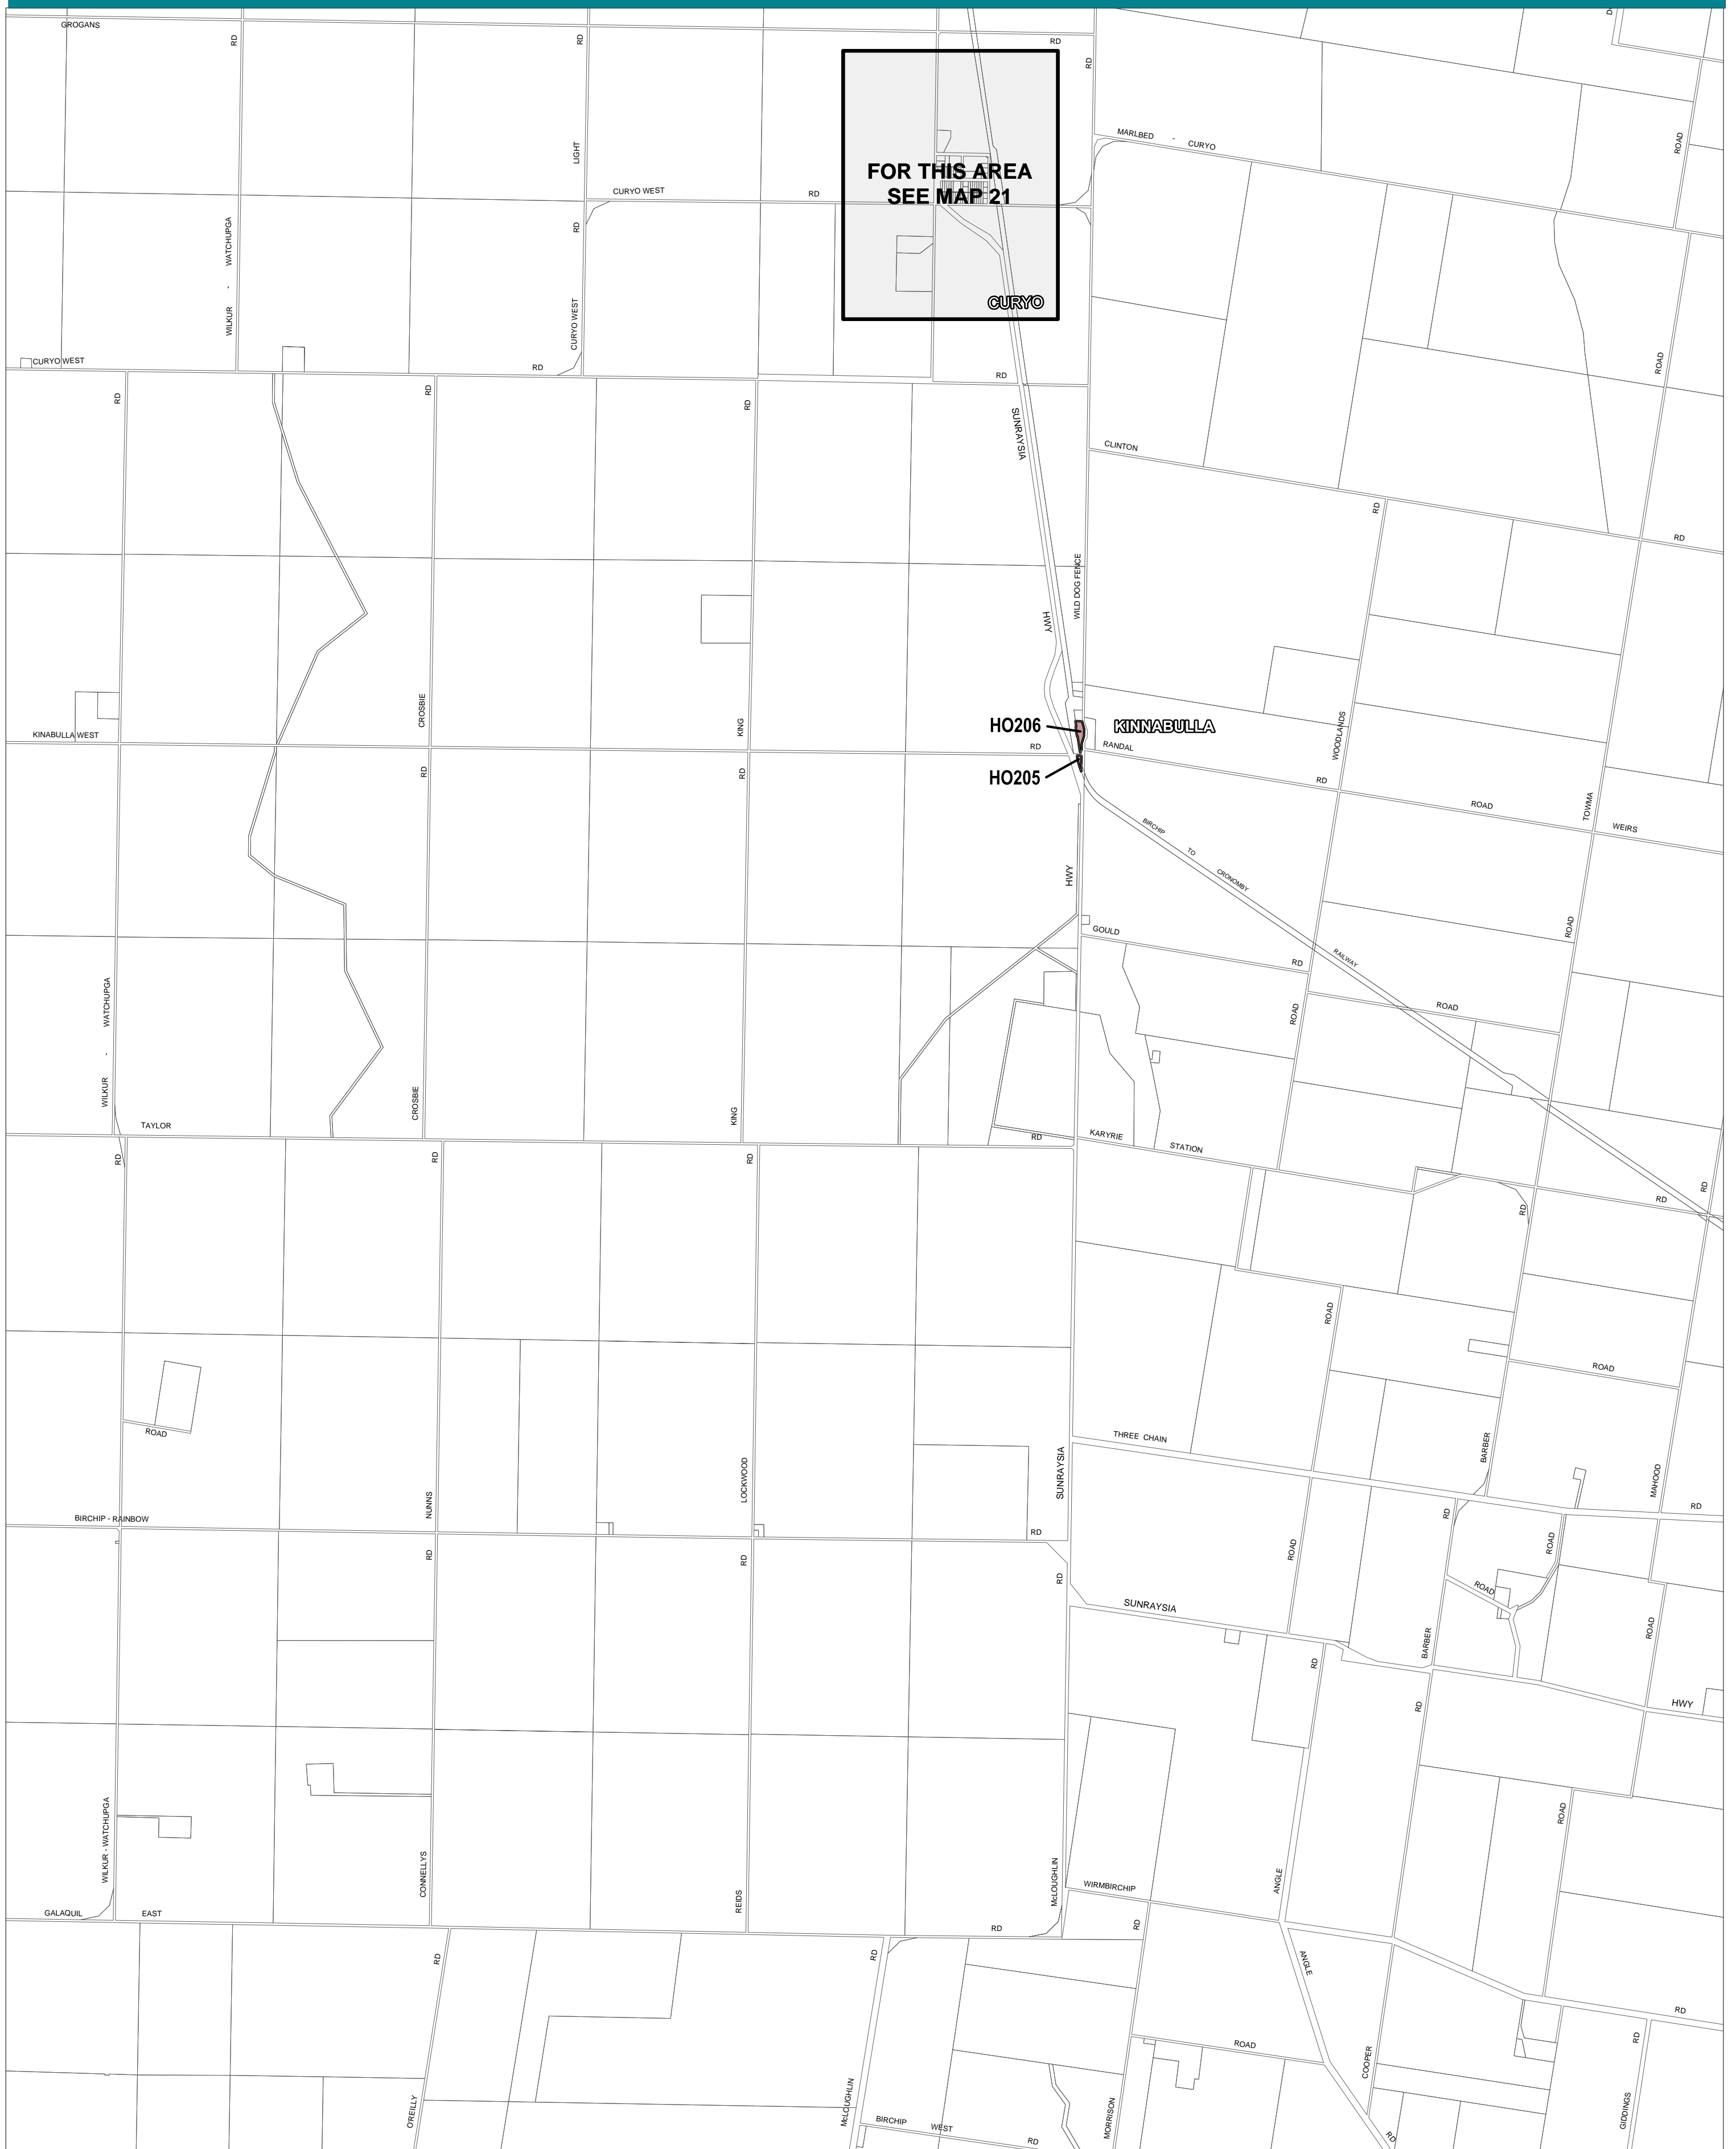 GROGANS
RD
RD
RD
RD
D
MARLBED - CURYO
ROAD
LIGHT
FOR THIS AREA
SEE MAP 21
CURYO WEST
RD
WILKUR - WATCHUPGA
RD
CURYO WEST
CURYO
CURYO WEST
RD
RD
ROAD
RD
RD
RD
SUNRAYSIA
CLINTON
RD
RD
WILD DOG FENCE
HWY
CROSBIE
KING
HO206
KINNABULLA
WOODLANDS
KINABULLA WEST
RD
RANDAL
RD
RD
RD
HO205
ROAD
TOWMA
WEIRS
BIRCHIP TO CRONOMBY RAILWAY
HWY
GOULD
RD
ROAD
ROAD
ROAD
WILKUR - WATCHUPGA
CROSBIE
KING
TAYLOR
RD
KARYRIE STATION
RD
RD
RD
RD
RD
RD
ROAD
ROAD
ROAD
THREE CHAIN
RD
NUNNS
LOCKWOOD
SUNRAYSIA
BARBER
MAHOOD
BIRCHIP - RAINBOW
RD
RD
RD
RD
RD
ROAD
ROAD
ROAD
SUNRAYSIA
HWY
BARBER
ROAD
RD
RD
WILKUR - WATCHUPGA
CONNELLYS
REIDS
McLOUGHLIN
WIRMBIRCHIP
ANGLE
ROAD
GALAQUIL EAST
RD
RD
RD
RD
ANGLE
RD
RD
ROAD
COOPER
O'REILLY
McLOUGHLIN
BIRCHIP WEST
RD
MORRISON
RD
GIDDINGS